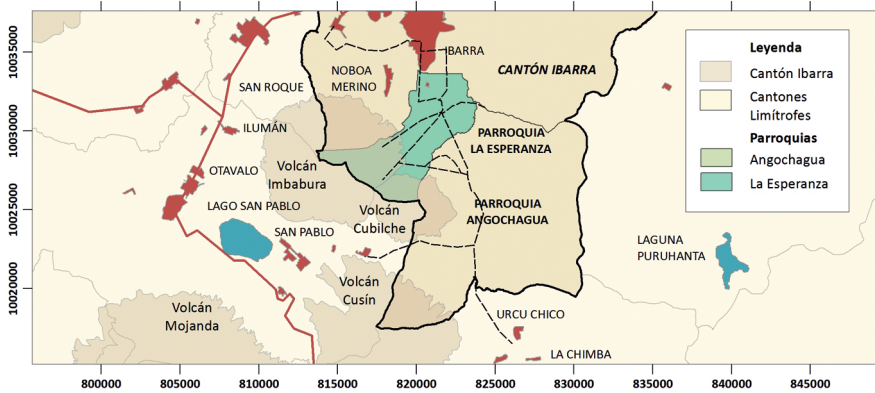 10035000
10030000
10025000
10020000
IBARRA
NOBOA
MERINO
CANTÓN IBARRA
SAN ROQUE
ILUMÁN
PARROQUIA
LA ESPERANZA
Volcán
Imbabura
OTAVALO
LAGO SAN PABLO
PARROQUIA
ANGOCHAGUA
Volcán
Cubilche
SAN PABLO
LAGUNA
PURUHANTA
Volcán
Cusín
Volcán
Mojanda
URCU CHICO
LA CHIMBA
Leyenda
Cantón Ibarra
Cantones
Limítrofes
Parroquias
Angochagua
La Esperanza
800000 805000 810000 815000 820000 825000 830000 835000 840000 845000